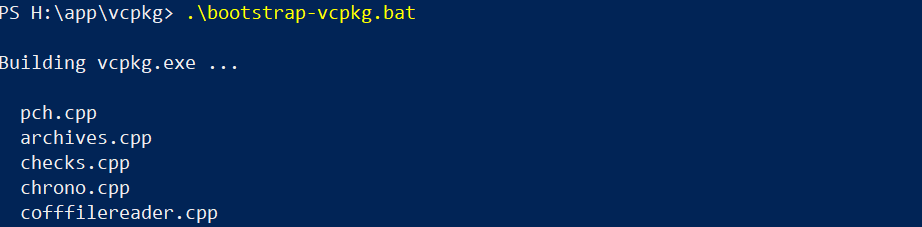 PS H:\app\vcpkg> .\bootstrap-vcpkg.bat
Building vcpkg.exe ...
pch.cpp
archives.cpp
checks.cpp
chrono.cpp
cofffilereader.cpp